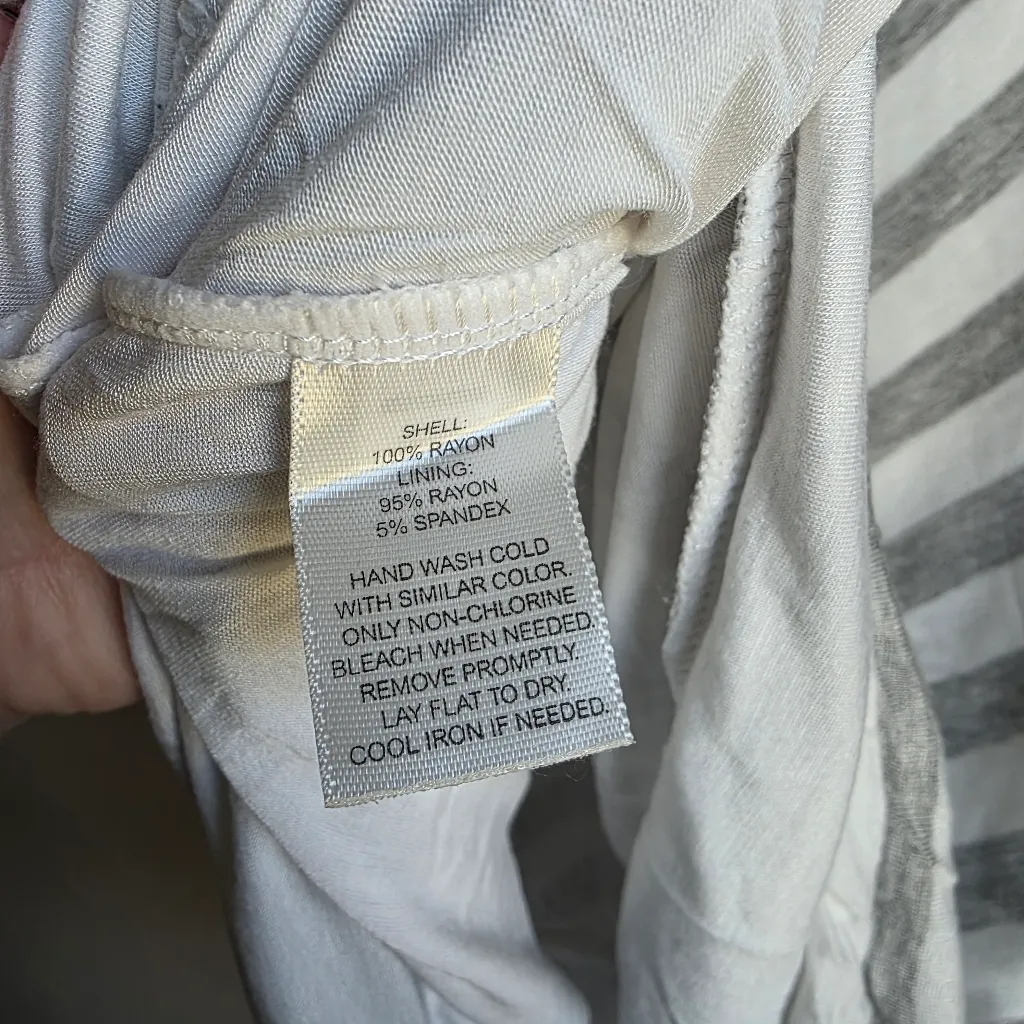 SHELL:
100% RAYON
LINING:
95% RAYON
5% SPANDEX
HAND WASH COLD
WITH SIMILAR COLOR.
ONLY NON-CHLORINE
BLEACH WHEN NEEDED.
REMOVE PROMPTLY.
LAY FLAT TO DRY.
COOL IRON IF NEEDED.